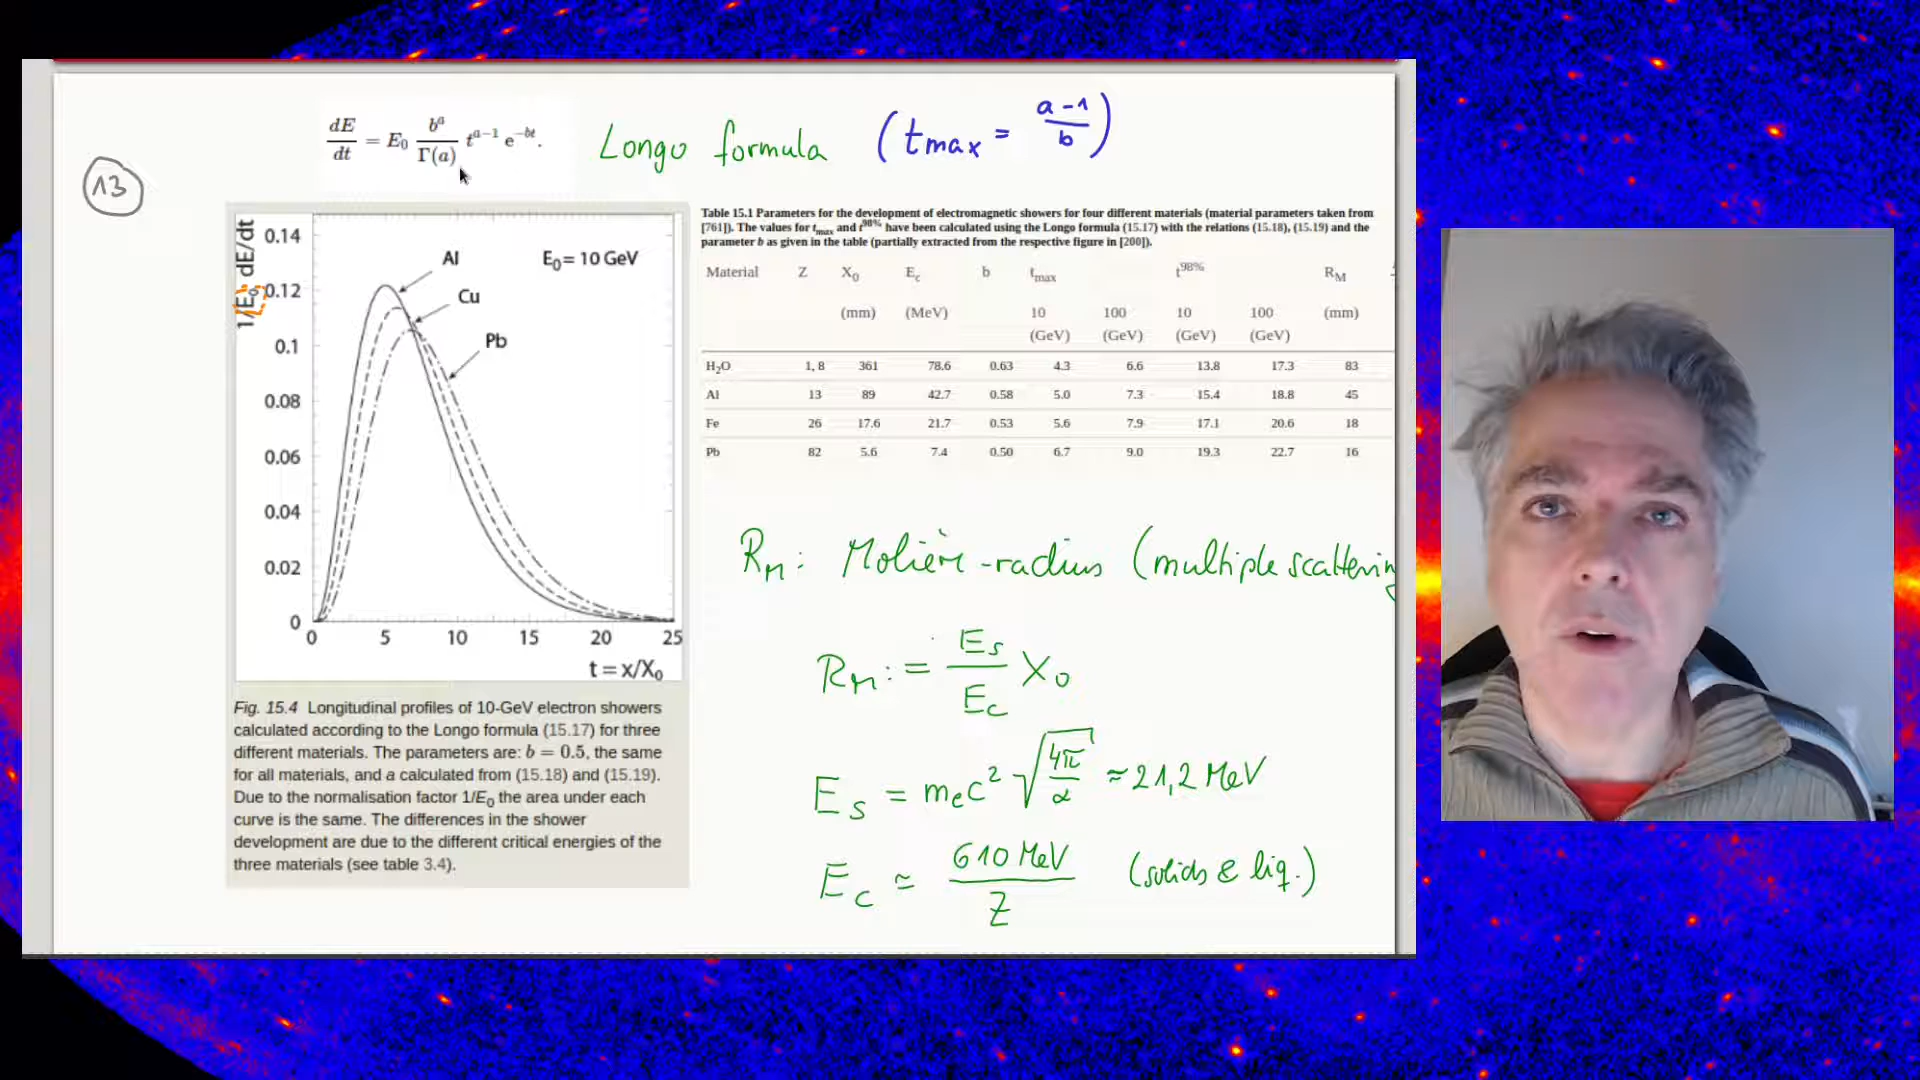 dE/dt = E₀ bᵃ/Γ(a) tᵃ⁻¹ e⁻ᵇᵗ.
Longo formula (tmax = a-1/b)
13
1/E₀ dE/dt
0.14
0.12
0.1
0.08
0.06
0.04
0.02
0
Al
E₀= 10 GeV
Cu
Pb
0 5 10 15 20 25
t = x/X₀
Fig. 15.4 Longitudinal profiles of 10-GeV electron showers
calculated according to the Longo formula (15.17) for three
different materials. The parameters are: b = 0.5, the same
for all materials, and a calculated from (15.18) and (15.19).
Due to the normalisation factor 1/E₀ the area under each
curve is the same. The differences in the shower
development are due to the different critical energies of the
three materials (see table 3.4).
Table 15.1 Parameters for the development of electromagnetic showers for four different materials (material parameters taken from
[761]). The values for tmax and t⁹⁸% have been calculated using the Longo formula (15.17) with the relations (15.18), (15.19) and the
parameter b as given in the table (partially extracted from the respective figure in [200]).
Material Z X₀ Ec b tmax t⁹⁸% RM
(mm) (MeV) 10 100 10 100 (mm)
(GeV) (GeV) (GeV) (GeV)
H₂O 1, 8 361 78.6 0.63 4.3 6.6 13.8 17.3 83
Al 13 89 42.7 0.58 5.0 7.3 15.4 18.8 45
Fe 26 17.6 21.7 0.53 5.6 7.9 17.1 20.6 18
Pb 82 5.6 7.4 0.50 6.7 9.0 19.3 22.7 16
RM: Molière-radius (multiple scattering
RM := Es/Ec X₀
Es = mec² √4π/α ≈ 21,2 MeV
Ec ≃ 610 MeV/Z (solids & liq.)